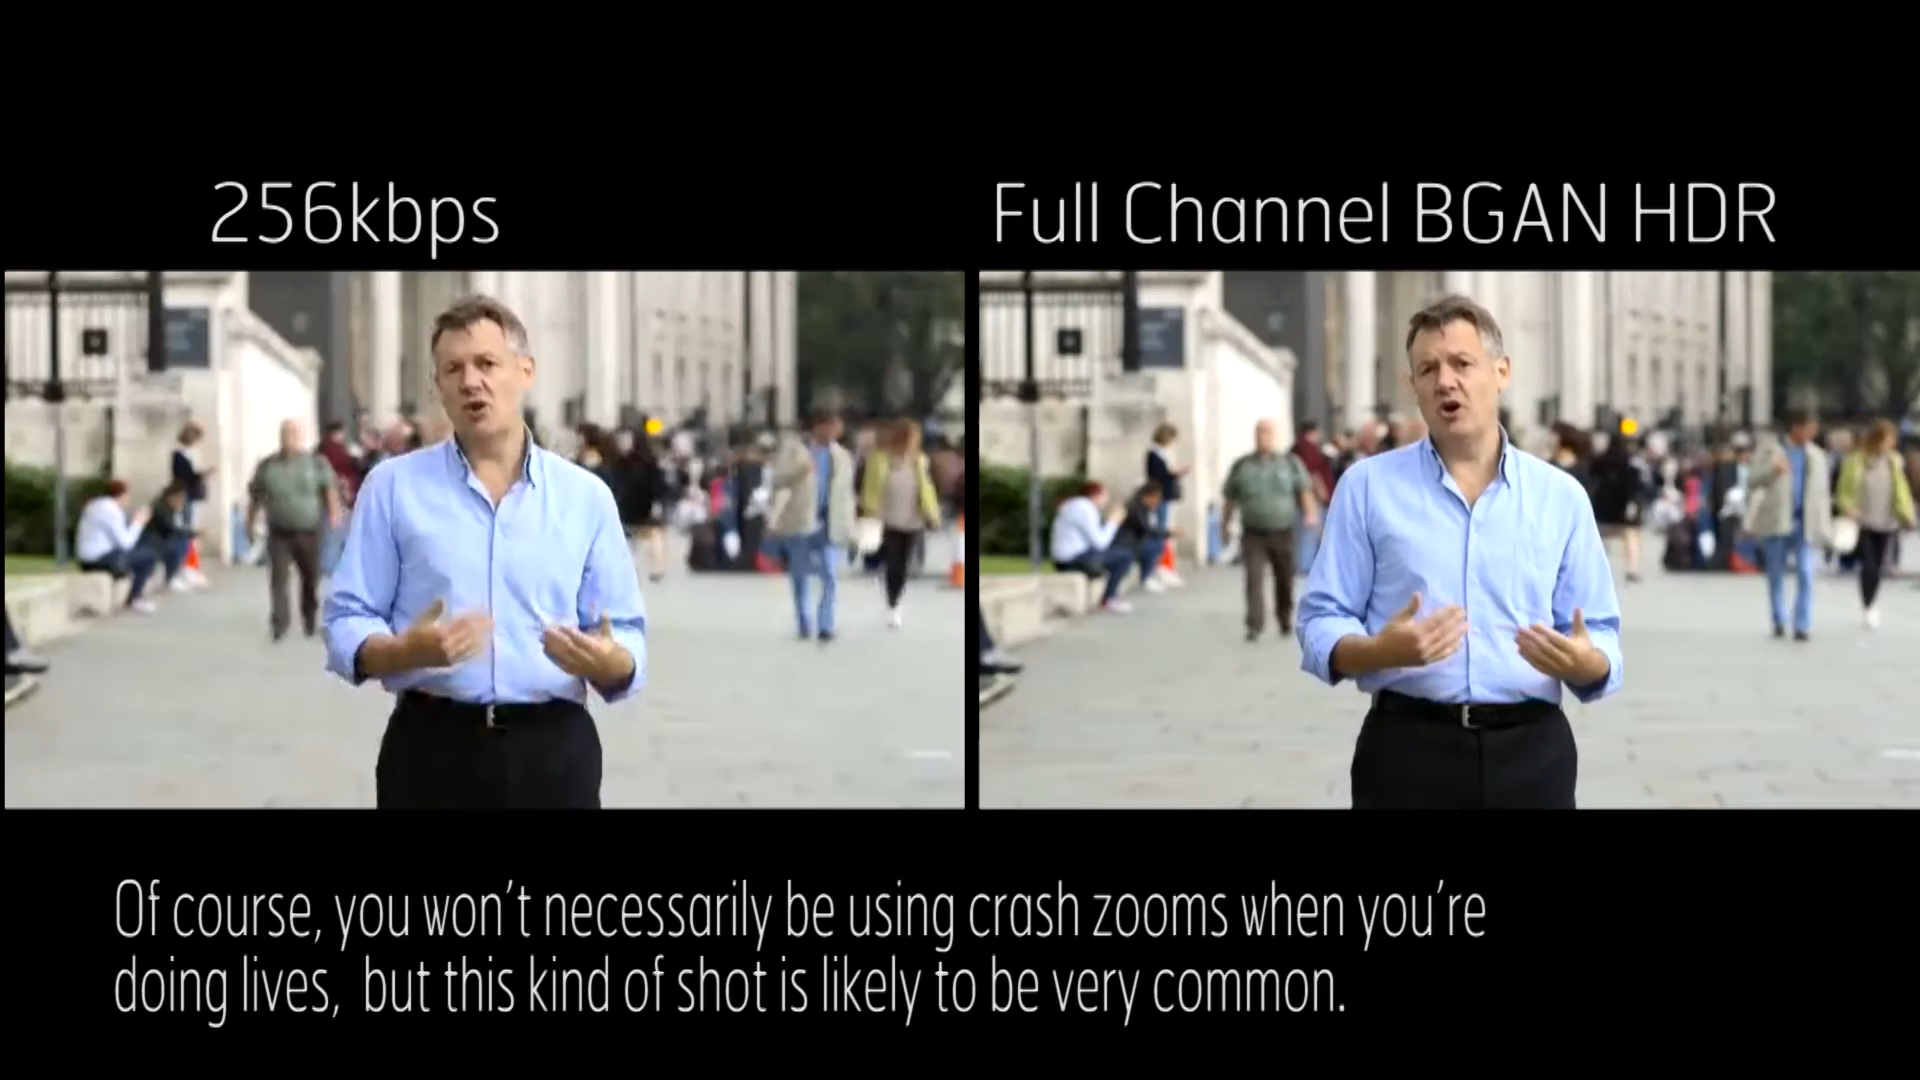 256kbps
Full Channel BGAN HDR
Of course, you won't necessarily be using crash zooms when you're
doing lives,  but this kind of shot is likely to be very common.